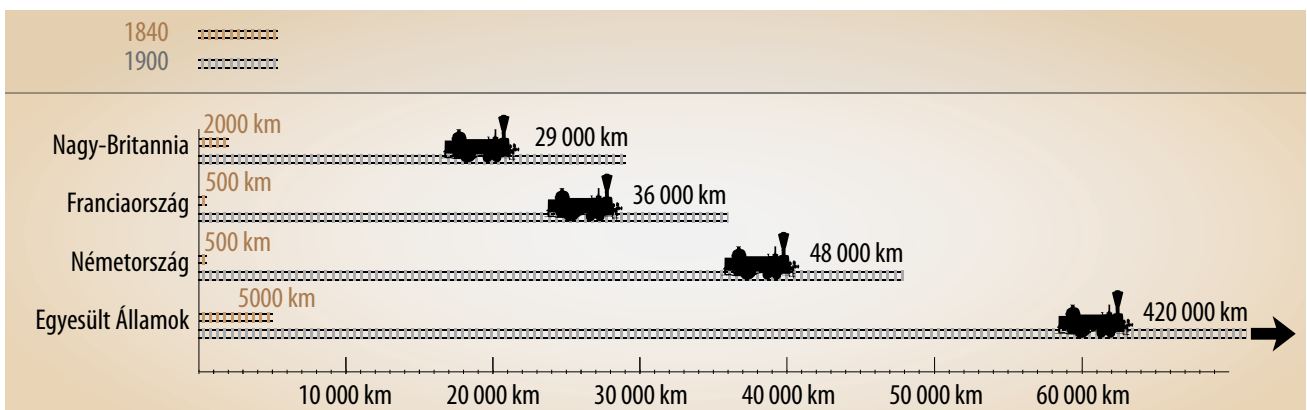 1840
1900
2000 km
Nagy-Britannia
29 000 km
500 km
Franciaország
36 000 km
500 km
Németország
48 000 km
5000 km
Egyesült Államok
420 000 km
10 000 km 20 000 km 30 000 km 40 000 km 50 000 km 60 000 km